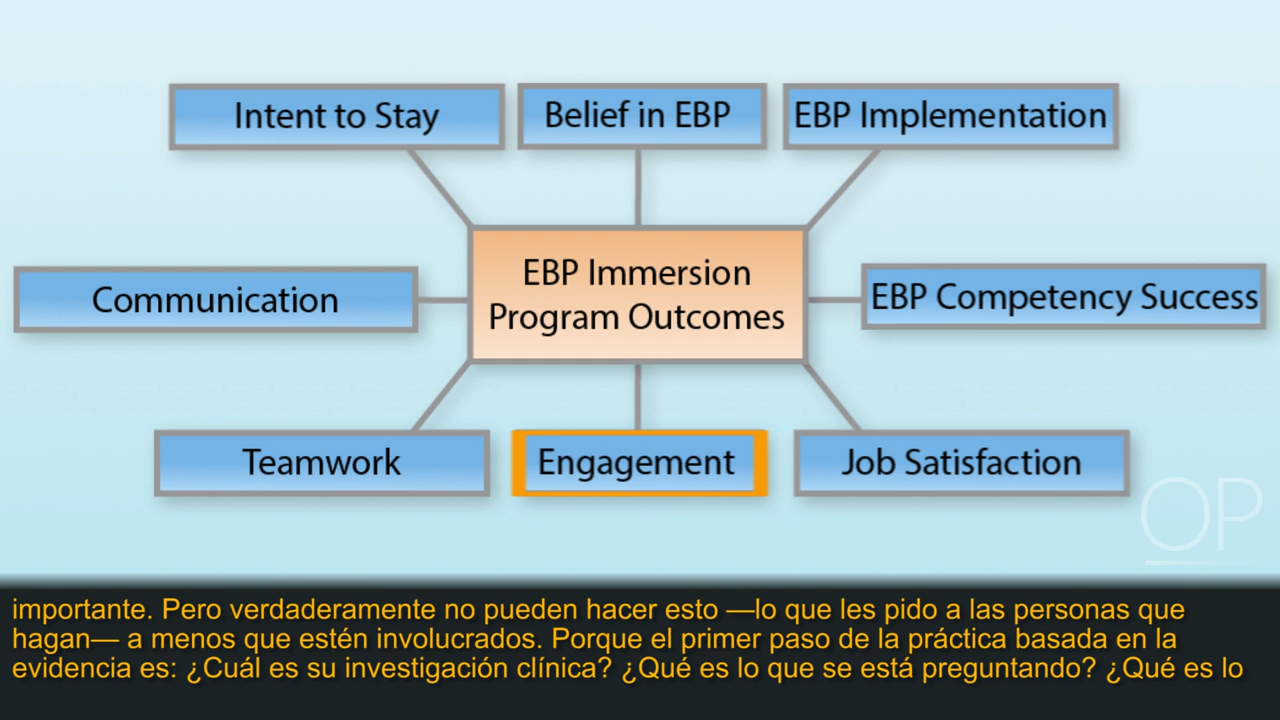 Intent to Stay
Belief in EBP
EBP Implementation
EBP Immersion
Program Outcomes
Communication
EBP Competency Success
Teamwork
Engagement
Job Satisfaction
OP
importante. Pero verdaderamente no pueden hacer esto —lo que les pido a las personas que
hagan— a menos que estén involucrados. Porque el primer paso de la práctica basada en la
evidencia es: ¿Cuál es su investigación clínica? ¿Qué es lo que se está preguntando? ¿Qué es lo